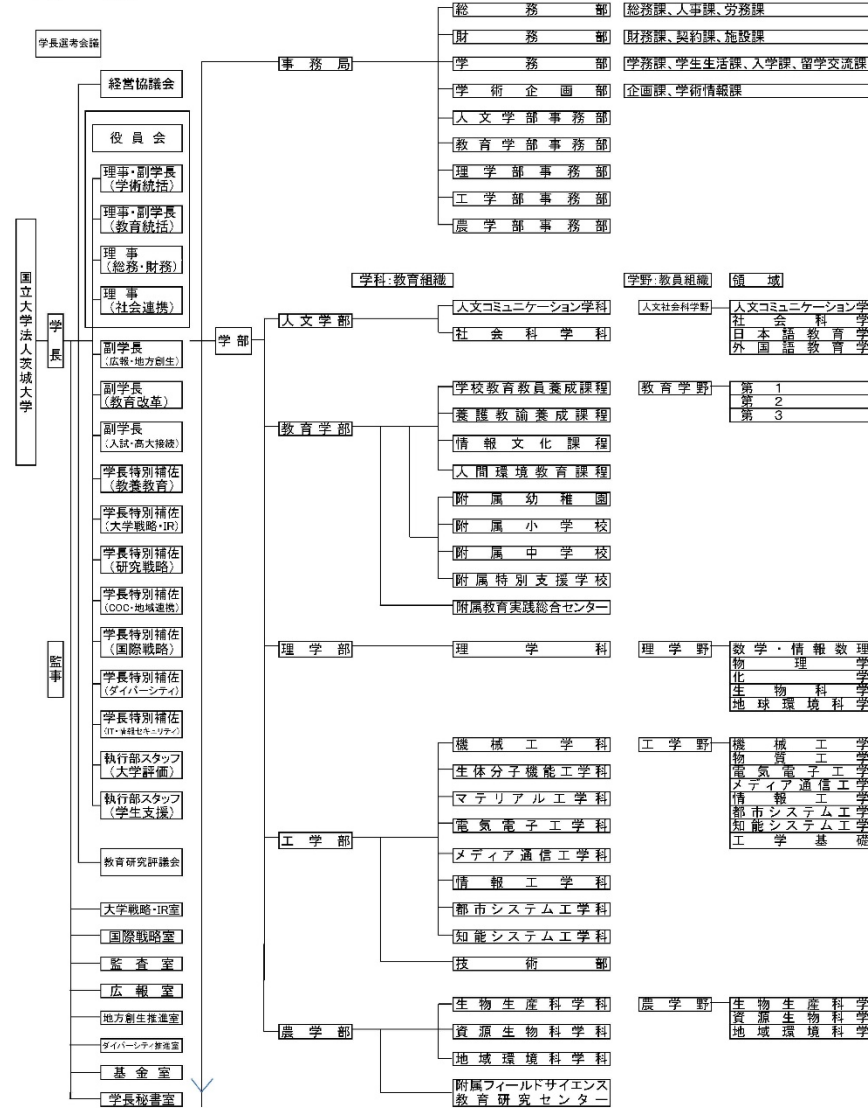 学長選考会議
国立大学法人茨城大学
学長
監事
経営協議会
役員会
理事・副学長
(学術統括)
理事・副学長
(教育統括)
理事
(総務・財務)
理事
(社会連携)
副学長
(広報・地方創生)
副学長
(教育改革)
副学長
(入試・高大接続)
学長特別補佐
(教養教育)
学長特別補佐
(大学戦略・IR)
学長特別補佐
(研究戦略)
学長特別補佐
(COC・地域連携)
学長特別補佐
(国際戦略)
学長特別補佐
(ダイバーシティ)
学長特別補佐
(IT・情報セキュリティ)
執行部スタッフ
(大学評価)
執行部スタッフ
(学生支援)
教育研究評議会
大学戦略・IR室
国際戦略室
監査室
広報室
地方創生推進室
ダイバーシティ推進室
基金室
学長秘書室
事務局
総務部 総務課、人事課、労務課
財務部 財務課、契約課、施設課
学務部 学務課、学生生活課、入学課、留学交流課
学術企画部 企画課、学術情報課
人文学部事務部
教育学部事務部
理学部事務部
工学部事務部
農学部事務部
学科:教育組織 学野:教員組織 領域
学部
人文学部
人文コミュニケーション学科
社会科学科
人文社会科学野
人文コミュニケーション学
社会科学
日本語教育学
外国語教育学
教育学部
学校教育教員養成課程
養護教諭養成課程
情報文化課程
人間環境教育課程
附属幼稚園
附属小学校
附属中学校
附属特別支援学校
附属教育実践総合センター
教育学野
第1
第2
第3
理学部
理学科
理学野
数学・情報数理
物理学
化学
生物科学
地球環境科学
工学部
機械工学科
生体分子機能工学科
マテリアル工学科
電気電子工学科
メディア通信工学科
情報工学科
都市システム工学科
知能システム工学科
技術部
工学野
機械工学
物質工学
電気電子工学
メディア通信工学
情報工学
都市システム工学
知能システム工学
工学基礎
農学部
生物生産科学科
資源生物科学科
地域環境科学科
附属フィールドサイエンス
教育研究センター
農学野
生物生産科学
資源生物科学
地域環境科学